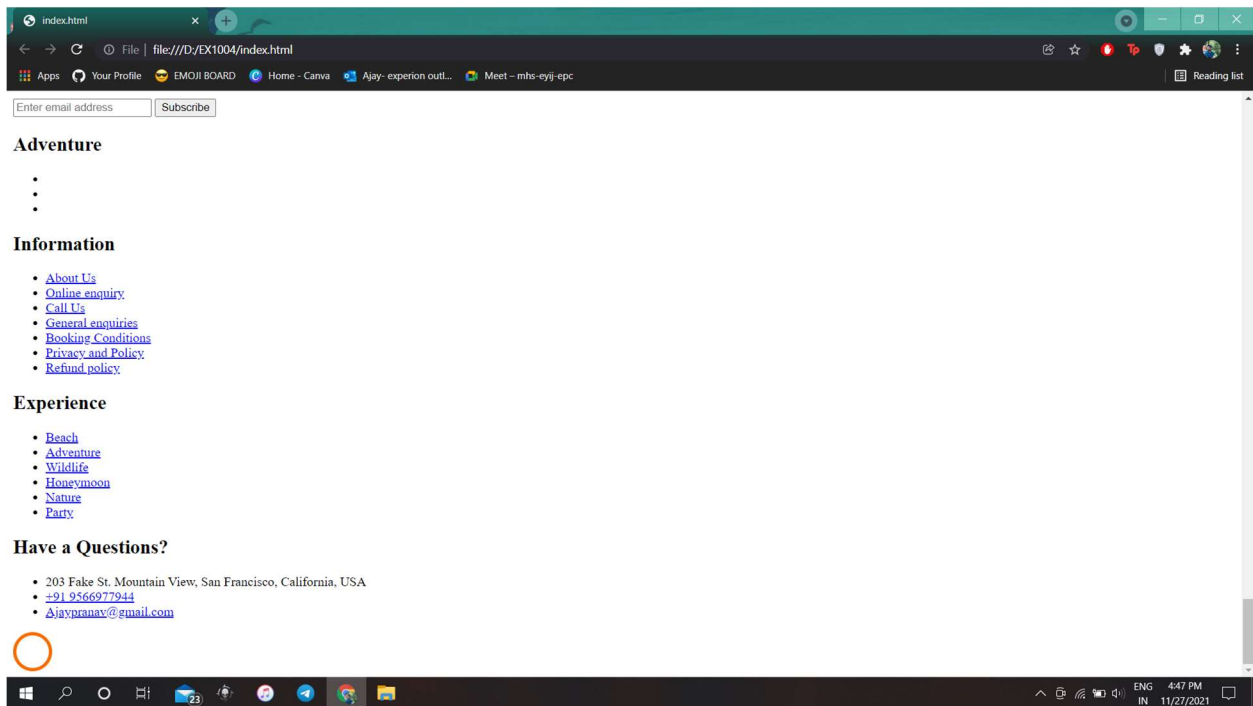 index.html
File
file:///D:/EX1004/index.html
Apps Your Profile EMOJI BOARD Home - Canva Ajay- experion outl... Meet – mhs-eyij-epc Reading list
Enter email address Subscribe
Adventure
Information
About Us
Online enquiry
Call Us
General enquiries
Booking Conditions
Privacy and Policy
Refund policy
Experience
Beach
Adventure
Wildlife
Honeymoon
Nature
Party
Have a Questions?
203 Fake St. Mountain View, San Francisco, California, USA
+91 9566977944
Ajaypranav@gmail.com
23
ENG
IN
4:47 PM
11/27/2021